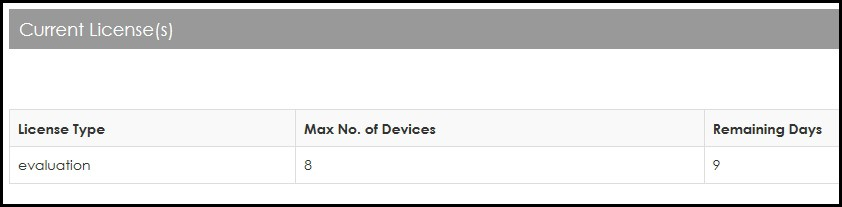 Current License(s)
License Type Max No. of Devices Remaining Days
evaluation 8 9